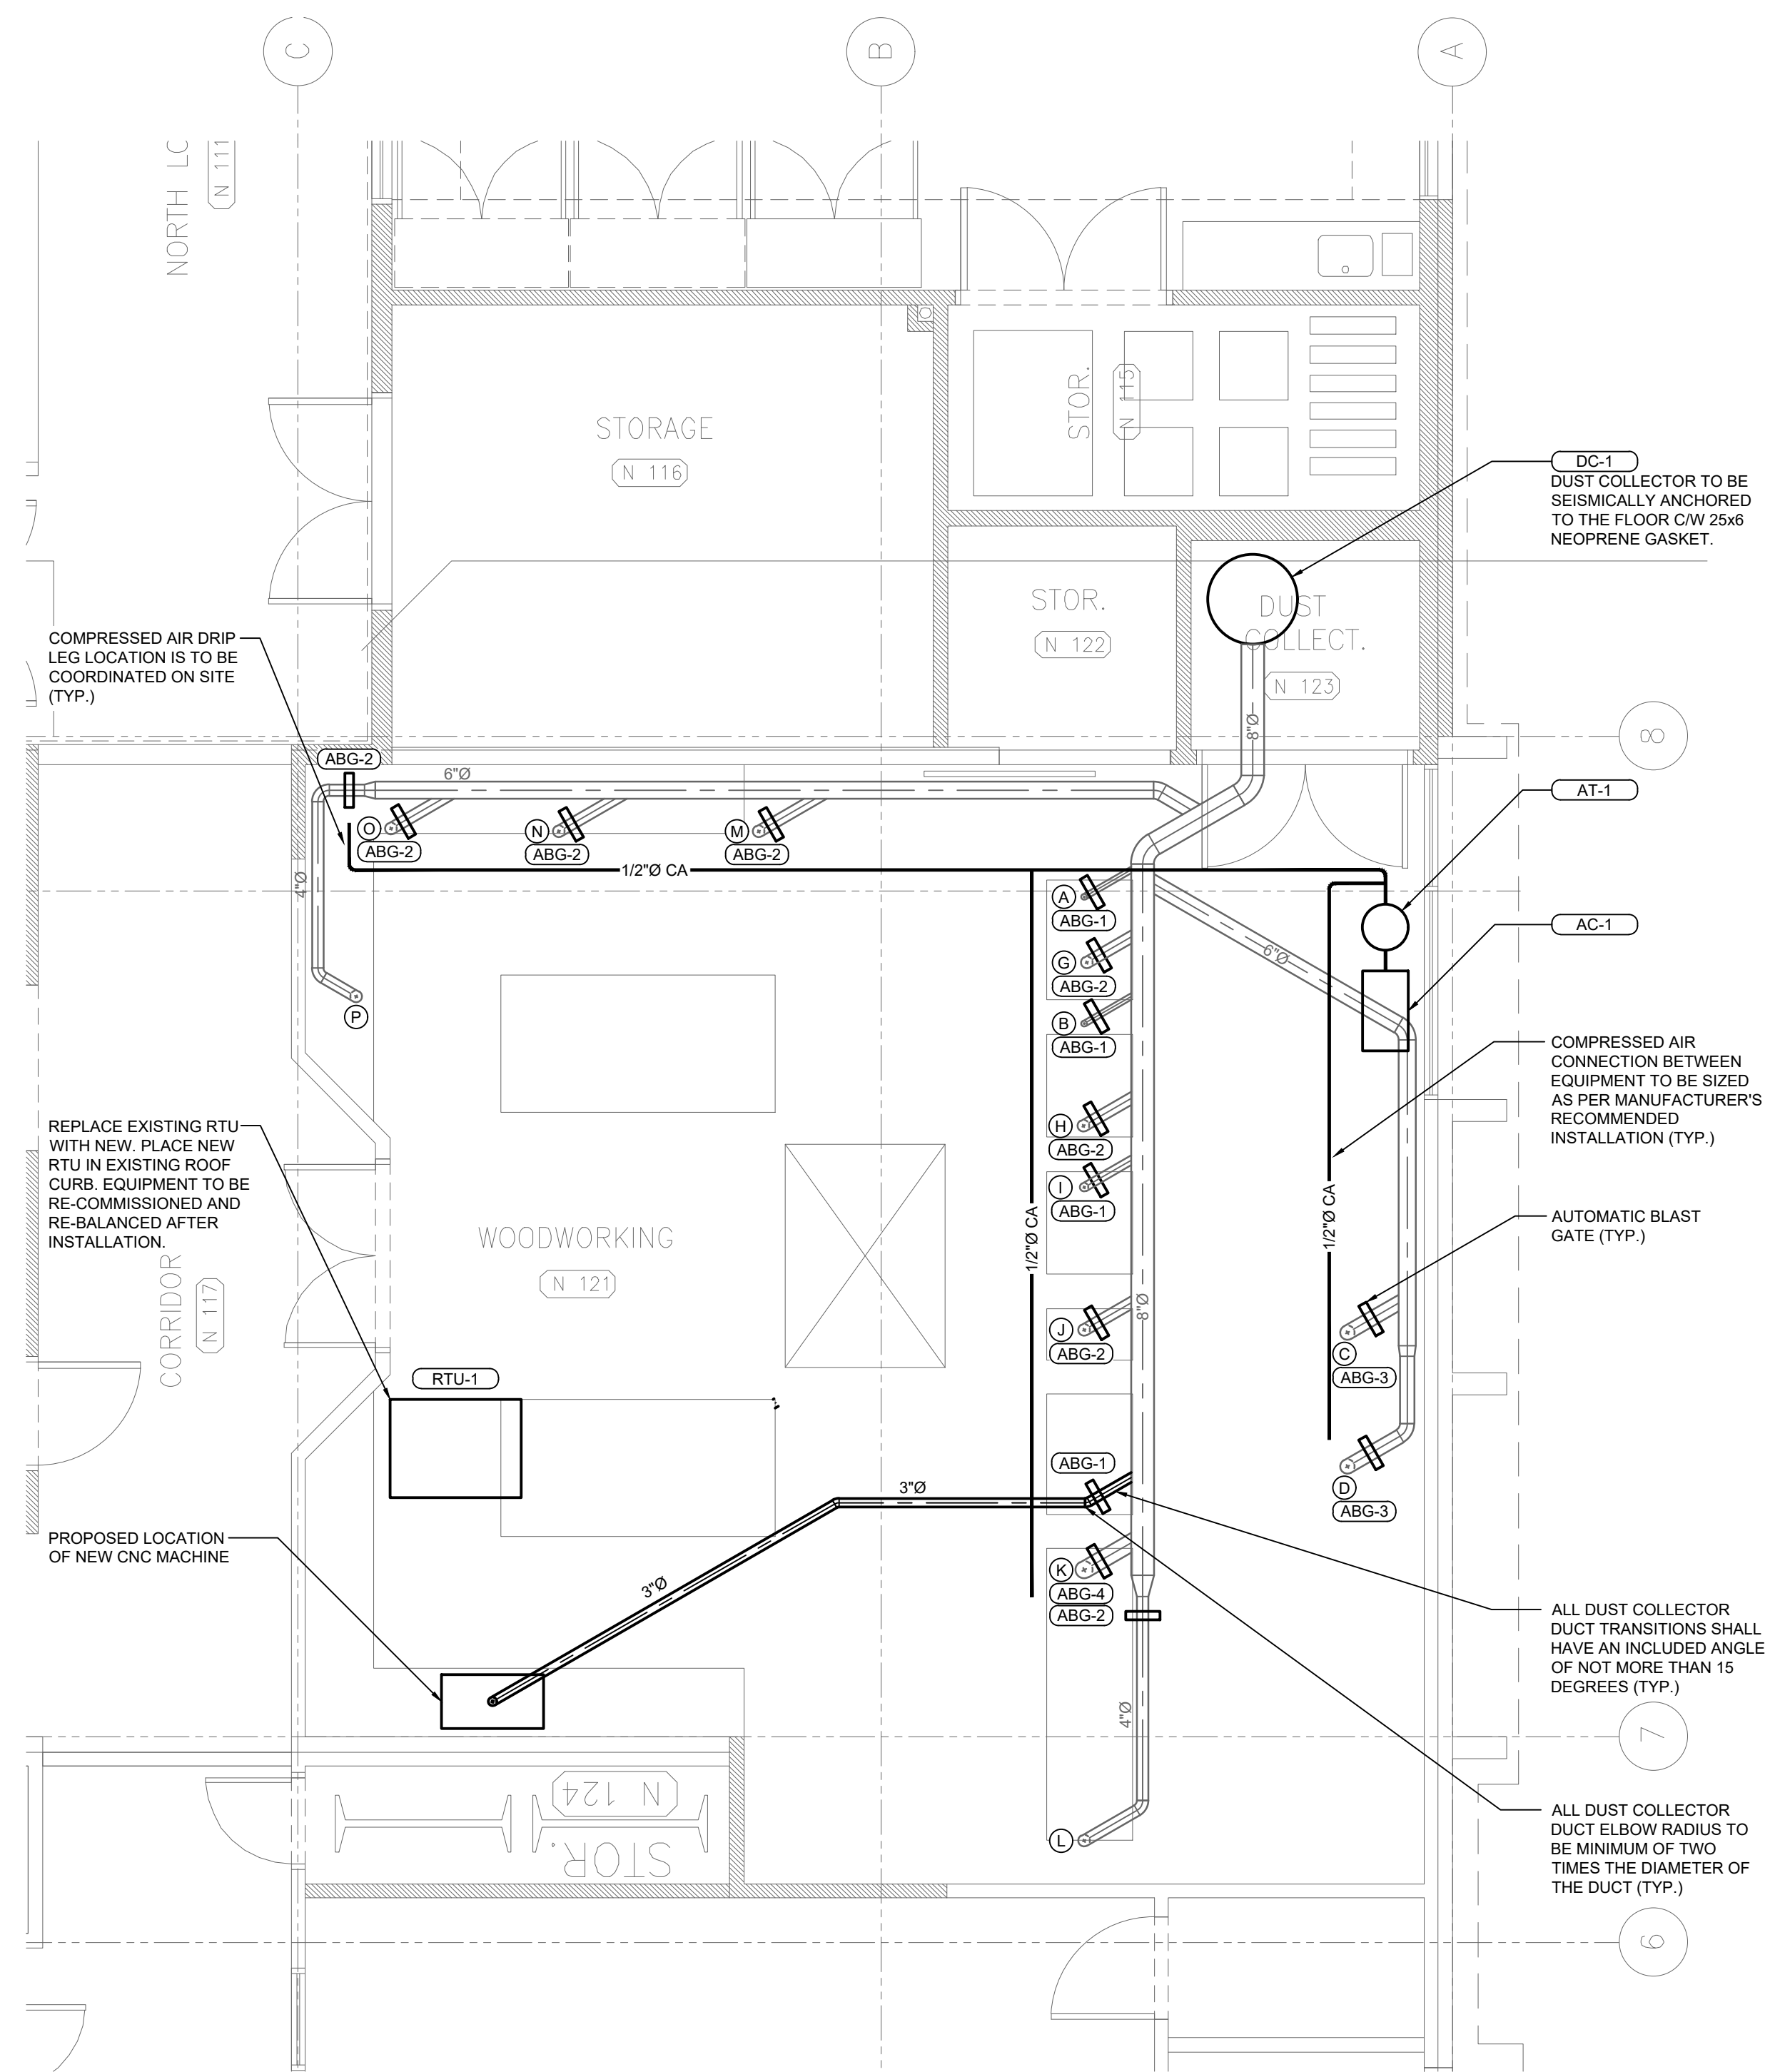 C
B
A
NORTH LC
N 111
STORAGE
N 116
STOR.
N 115
DC-1
DUST COLLECTOR TO BE
SEISMICALLY ANCHORED
TO THE FLOOR C/W 25x6
NEOPRENE GASKET.
STOR.
N 122
DUST
COLLECT.
N 123
COMPRESSED AIR DRIP
LEG LOCATION IS TO BE
COORDINATED ON SITE
(TYP.)
8"Ø
8
ABG-2
6"Ø
AT-1
O
ABG-2
N
ABG-2
M
ABG-2
1/2"Ø CA
4"Ø
P
A
ABG-1
G
ABG-2
B
ABG-1
6"Ø
AC-1
COMPRESSED AIR
CONNECTION BETWEEN
EQUIPMENT TO BE SIZED
AS PER MANUFACTURER'S
RECOMMENDED
INSTALLATION (TYP.)
REPLACE EXISTING RTU
WITH NEW. PLACE NEW
RTU IN EXISTING ROOF
CURB. EQUIPMENT TO BE
RE-COMMISSIONED AND
RE-BALANCED AFTER
INSTALLATION.
H
ABG-2
I
ABG-1
WOODWORKING
N 121
1/2"Ø CA
1/2"Ø CA
AUTOMATIC BLAST
GATE (TYP.)
CORRIDOR
N 117
8"Ø
J
ABG-2
C
ABG-3
RTU-1
ABG-1
3"Ø
D
ABG-3
PROPOSED LOCATION
OF NEW CNC MACHINE
3"Ø
K
ABG-4
ABG-2
ALL DUST COLLECTOR
DUCT TRANSITIONS SHALL
HAVE AN INCLUDED ANGLE
OF NOT MORE THAN 15
DEGREES (TYP.)
4"Ø
7
N 124
STOR.
L
ALL DUST COLLECTOR
DUCT ELBOW RADIUS TO
BE MINIMUM OF TWO
TIMES THE DIAMETER OF
THE DUCT (TYP.)
6